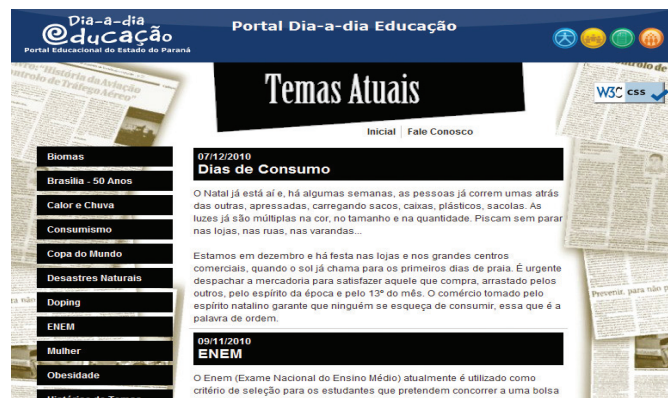 Dia-a-dia
educação
Portal Educacional do Estado do Paraná
Portal Dia-a-dia Educação
Temas Atuais
W3C css
Inicial | Fale Conosco
Biomas
Brasília - 50 Anos
Calor e Chuva
Consumismo
Copa do Mundo
Desastres Naturais
Doping
ENEM
Mulher
Obesidade
07/12/2010
Dias de Consumo
O Natal já está aí e, há algumas semanas, as pessoas já correm umas atrás
das outras, apressadas, carregando sacos, caixas, plásticos, sacolas. As
luzes já são múltiplas na cor, no tamanho e na quantidade. Piscam sem parar
nas lojas, nas ruas, nas varandas...
Estamos em dezembro e há festa nas lojas e nos grandes centros
comerciais, quando o sol já chama para os primeiros dias de praia. É urgente
despachar a mercadoria para satisfazer aquele que compra, arrastado pelos
outros, pelo espírito da época e pelo 13º do mês. O comércio tomado pelo
espírito natalino garante que ninguém se esqueça de consumir, essa que é a
palavra de ordem.
09/11/2010
ENEM
O Enem (Exame Nacional do Ensino Médio) atualmente é utilizado como
critério de seleção para os estudantes que pretendem concorrer a uma bolsa